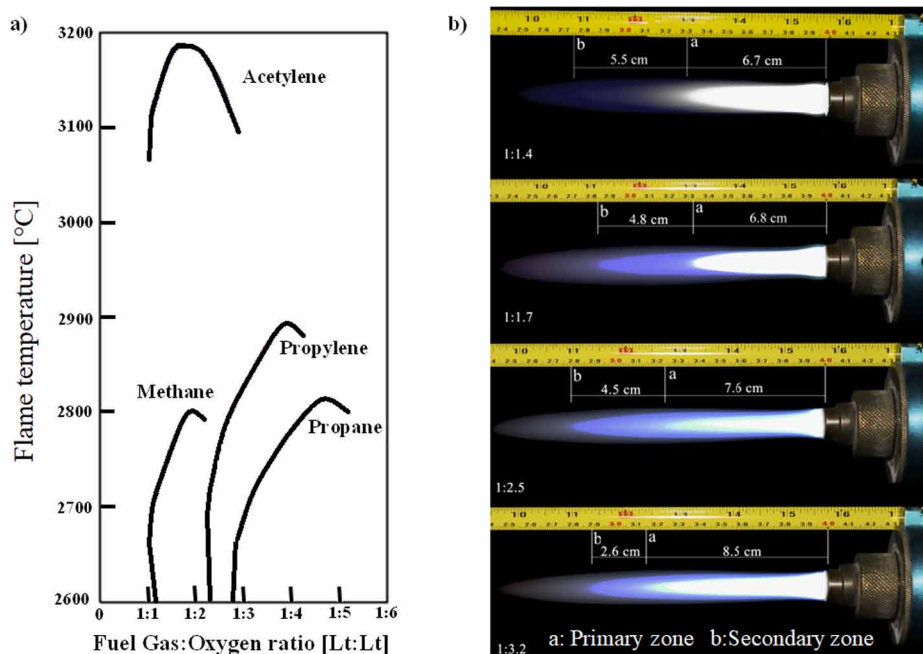 a)
3200
3100
3000
2900
2800
2700
2600
Flame temperature [°C]
Acetylene
Propylene
Methane
Propane
0 1:1 1:2 1:3 1:4 1:5 1:6
Fuel Gas:Oxygen ratio [Lt:Lt]
b)
b a
5.5 cm 6.7 cm
1:1.4
b a
4.8 cm 6.8 cm
1:1.7
b a
4.5 cm 7.6 cm
1:2.5
b a
2.6 cm 8.5 cm
1:3.2
a: Primary zone b:Secondary zone